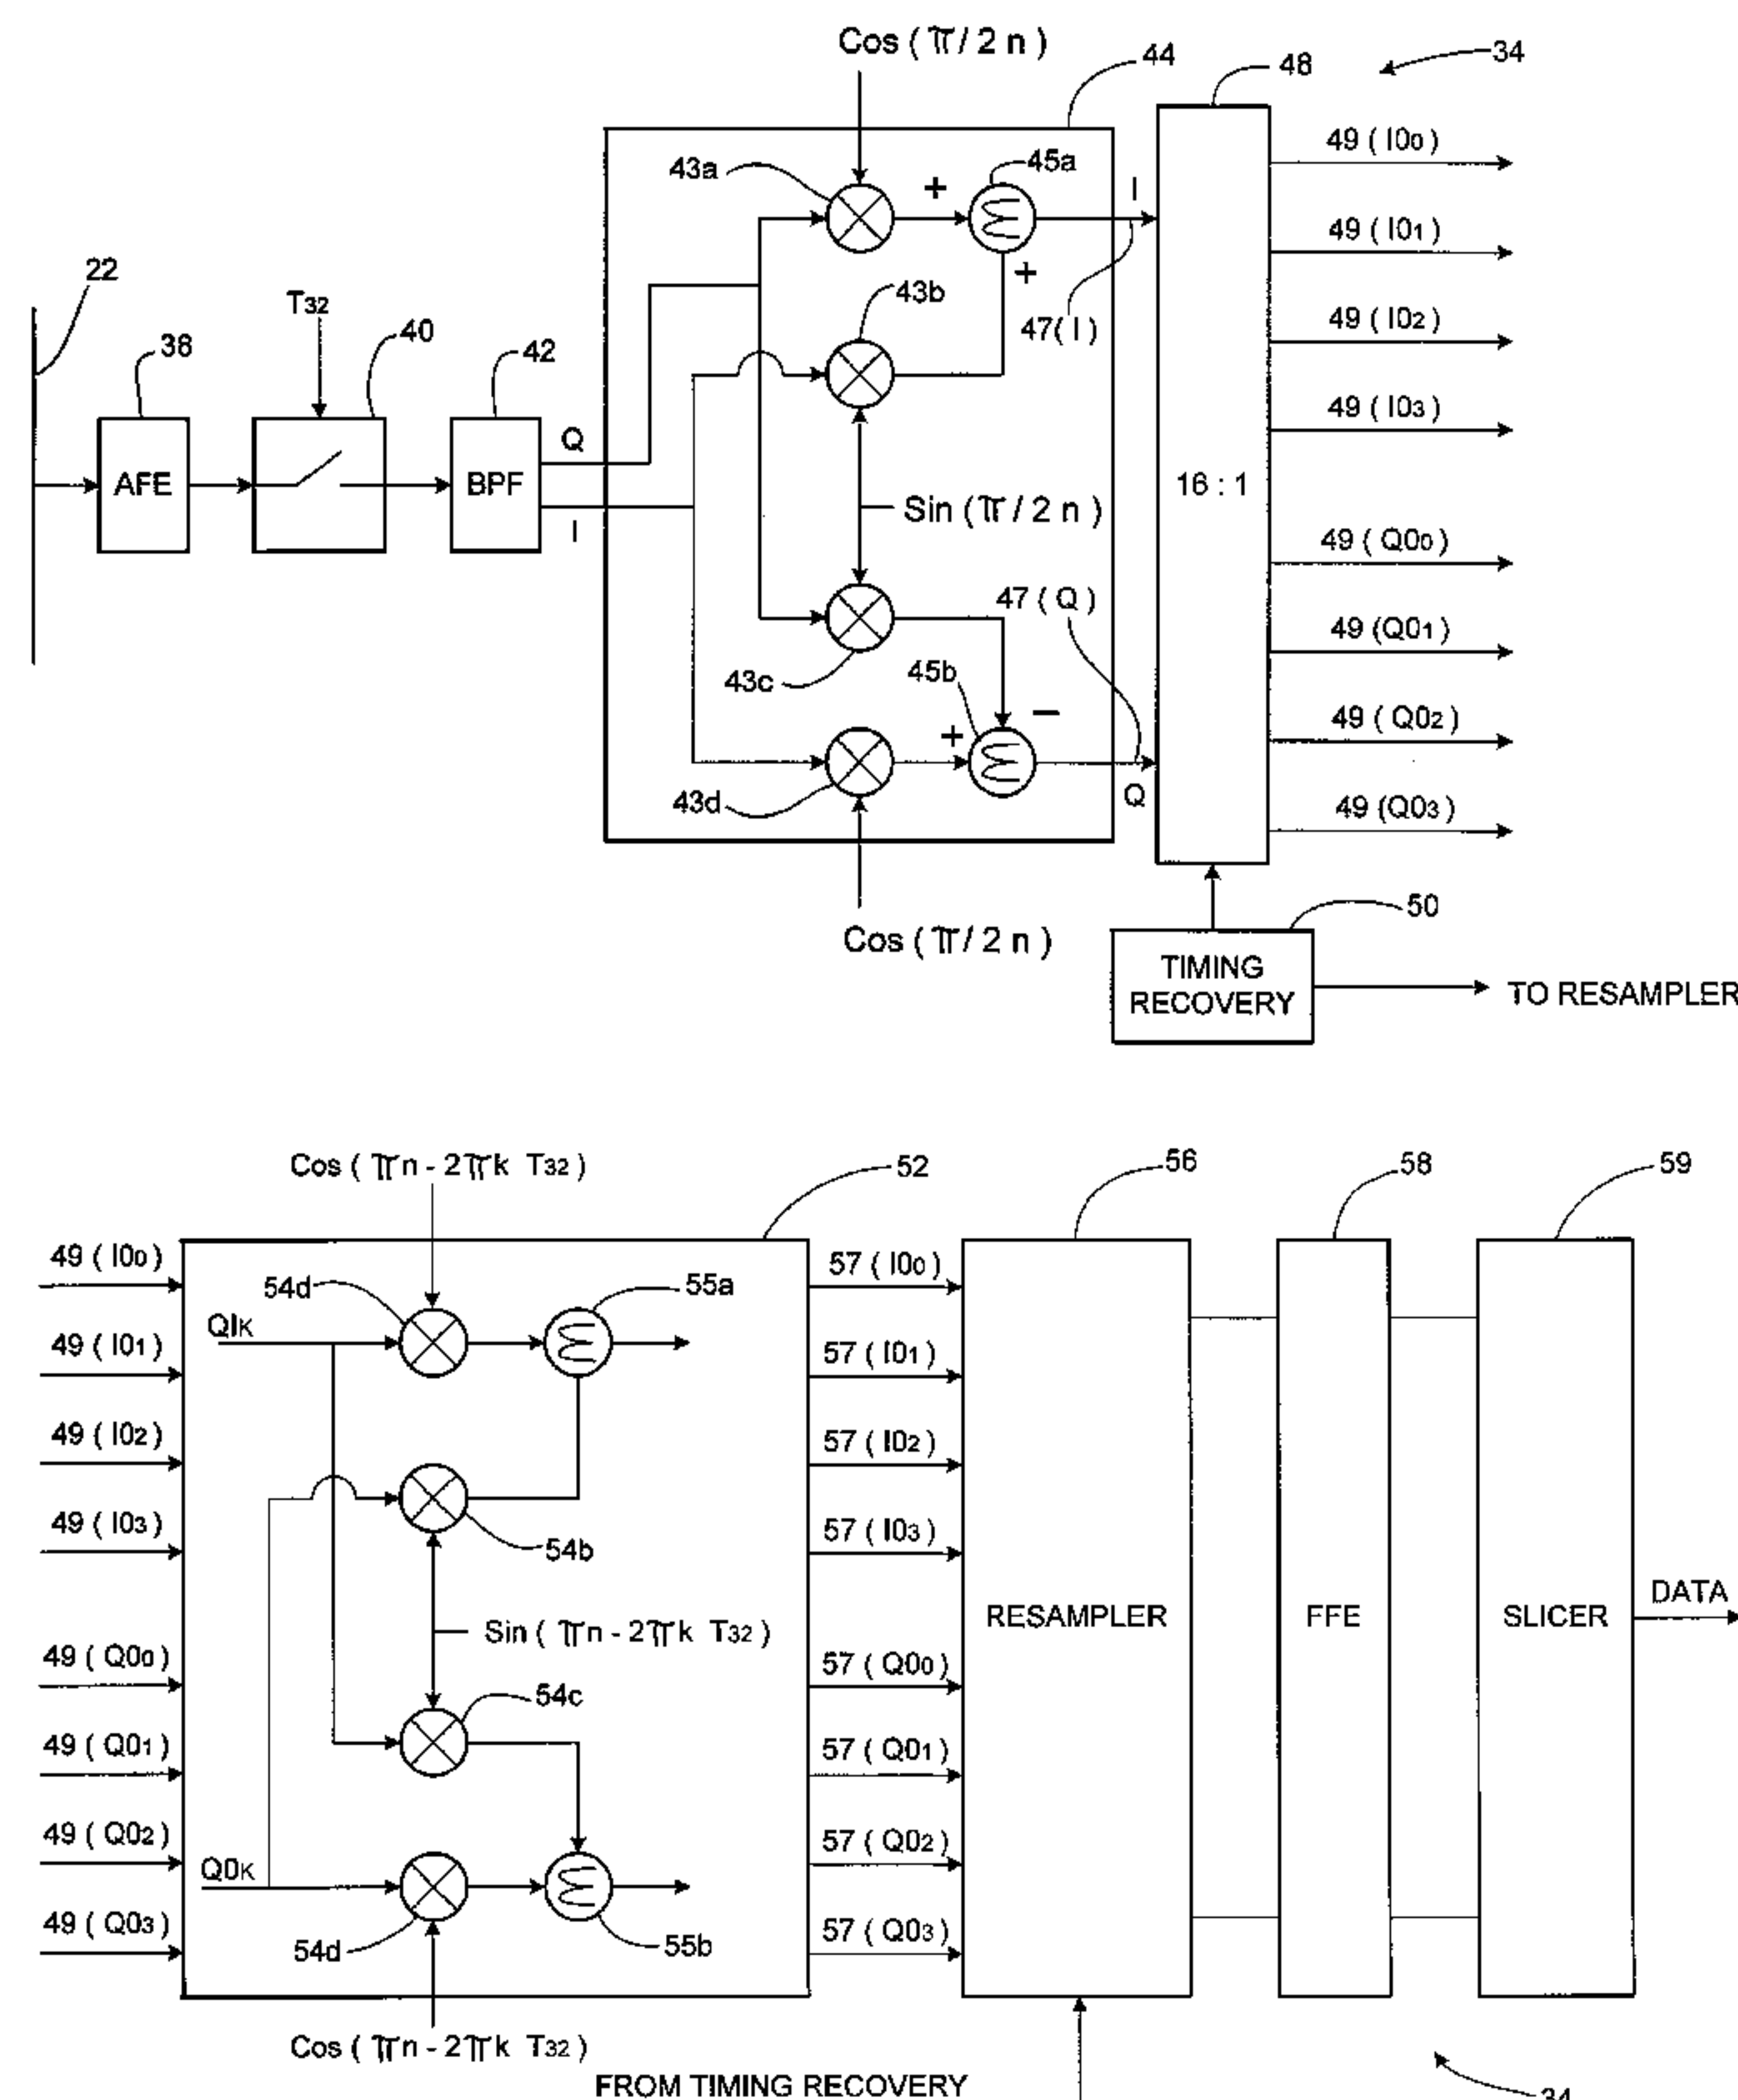 Cos ( π / 2 n )
44
48
34
43a
45a
+
I
49 ( I00 )
49 ( I01 )
22
T32
43b
+
49 ( I02 )
47( I )
38
40
42
49 ( I03 )
Q
AFE
BPF
16 : 1
Sin ( π / 2 n )
I
49 ( Q00 )
47 ( Q )
49 (Q01 )
43c
45b
−
49 ( Q02 )
+
43d
Q
49 (Q03 )
50
Cos ( π / 2 n )
TIMING
RECOVERY
TO RESAMPLER
Cos ( πn - 2πk T32 )
52
56
58
59
49 ( I00 )
54d
55a
57 ( I00 )
QIK
49 ( I01 )
57 ( I01 )
49 ( I02 )
57 ( I02 )
49 ( I03 )
54b
57 ( I03 )
DATA
RESAMPLER
FFE
SLICER
Sin ( πn - 2πk T32 )
49 ( Q00 )
57 ( Q00 )
54c
49 ( Q01 )
57 ( Q01 )
49 ( Q02 )
57 ( Q02 )
Q0K
49 ( Q03 )
54d
55b
57 ( Q03 )
Cos ( πn - 2πk T32 )
FROM TIMING RECOVERY
34